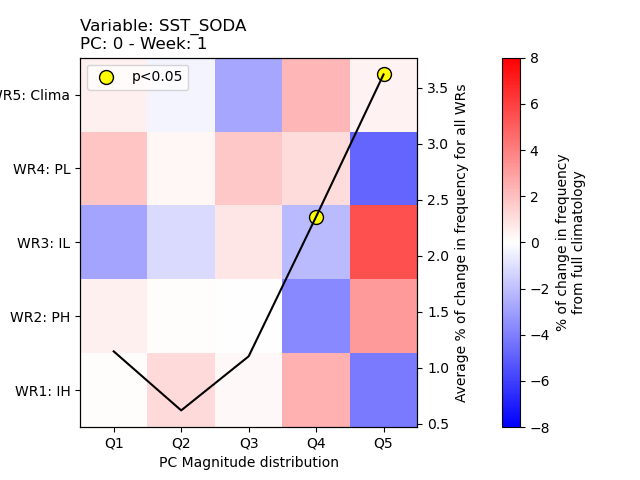 Variable: SST_SODA
PC: 0 - Week: 1
p<0.05
WR5: Clima
WR4: PL
WR3: IL
WR2: PH
WR1: IH
Q1 Q2 Q3 Q4 Q5
PC Magnitude distribution
3.5
3.0
2.5
2.0
1.5
1.0
0.5
Average % of change in frequency for all WRs
8
6
4
2
0
−2
−4
−6
−8
% of change in frequency
from full climatology